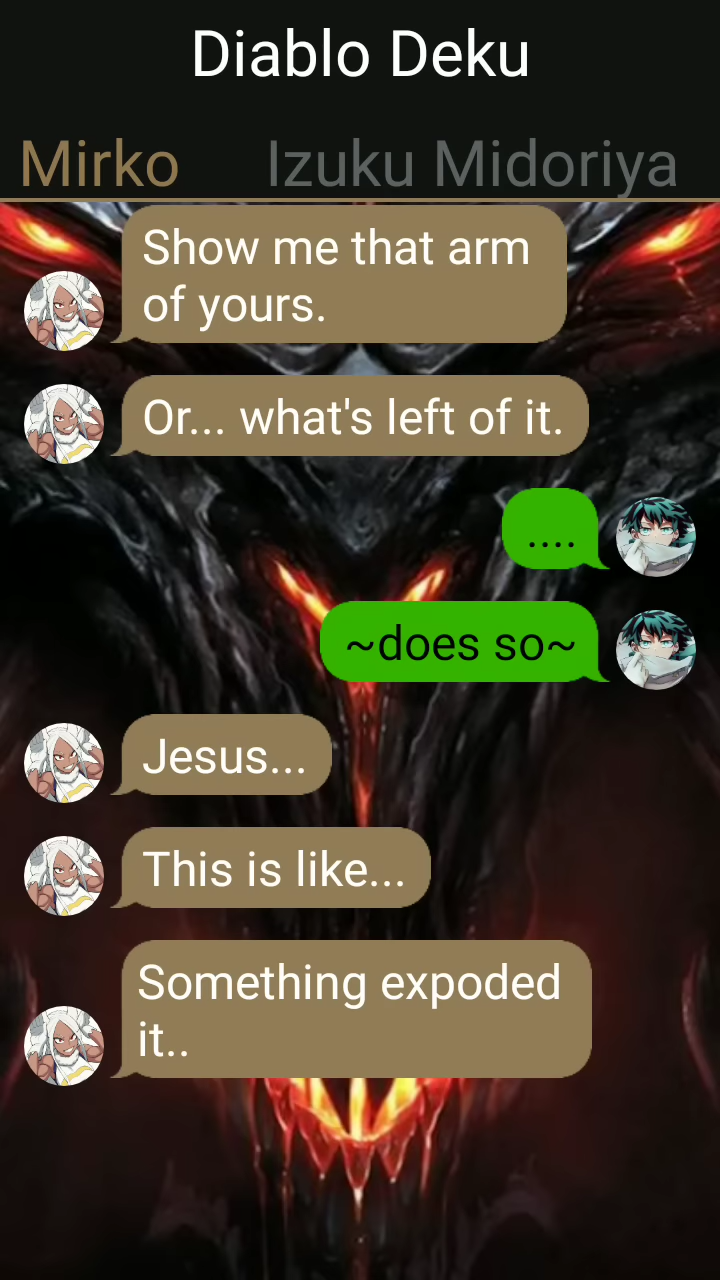 Diablo Deku
Mirko Izuku Midoriya
Show me that arm
of yours.
Or... what's left of it.
....
~does so~
Jesus...
This is like...
Something expoded
it..